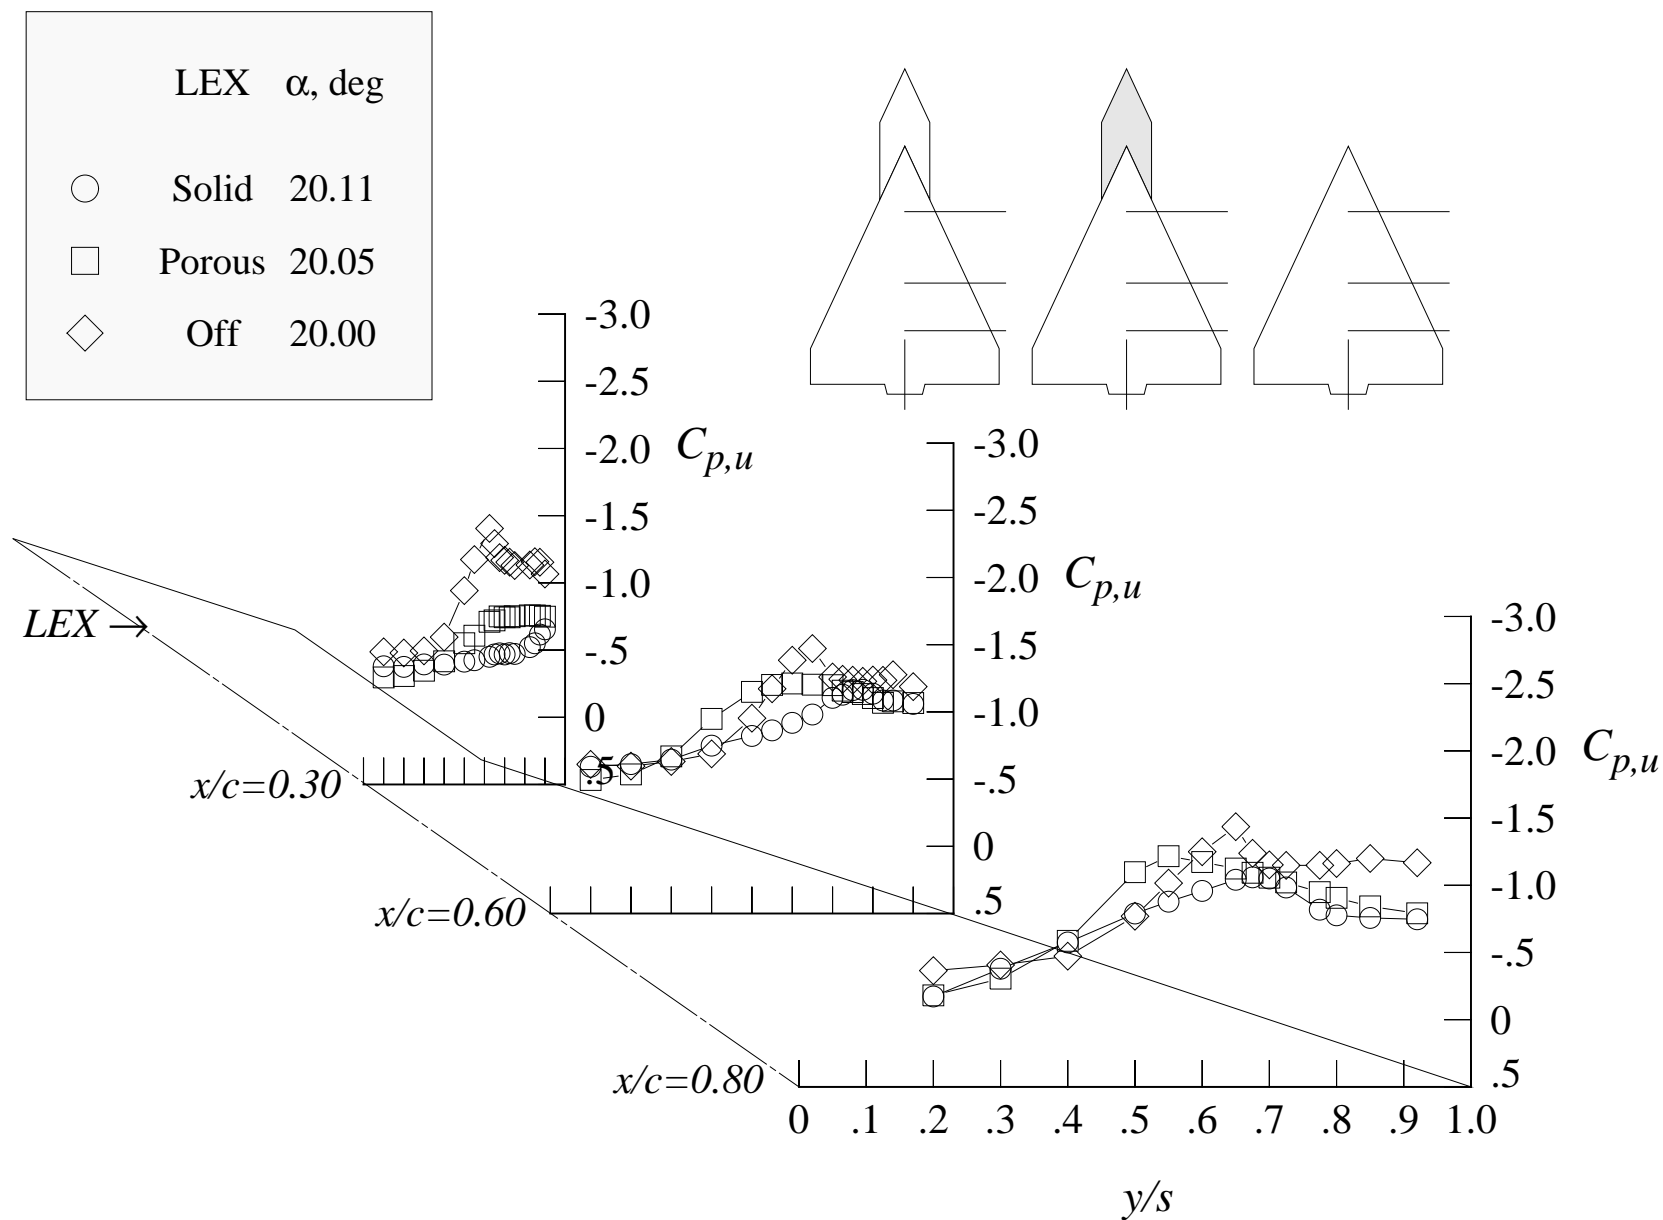 LEX α, deg
Solid 20.11
Porous 20.05
Off 20.00
-3.0
-2.5
-2.0
-1.5
-1.0
-.5
0
.5
Cp,u
x/c=0.30
LEX
-3.0
-2.5
-2.0
-1.5
-1.0
-.5
0
.5
Cp,u
x/c=0.60
-3.0
-2.5
-2.0
-1.5
-1.0
-.5
0
.5
Cp,u
x/c=0.80
0 .1 .2 .3 .4 .5 .6 .7 .8 .9 1.0
y/s